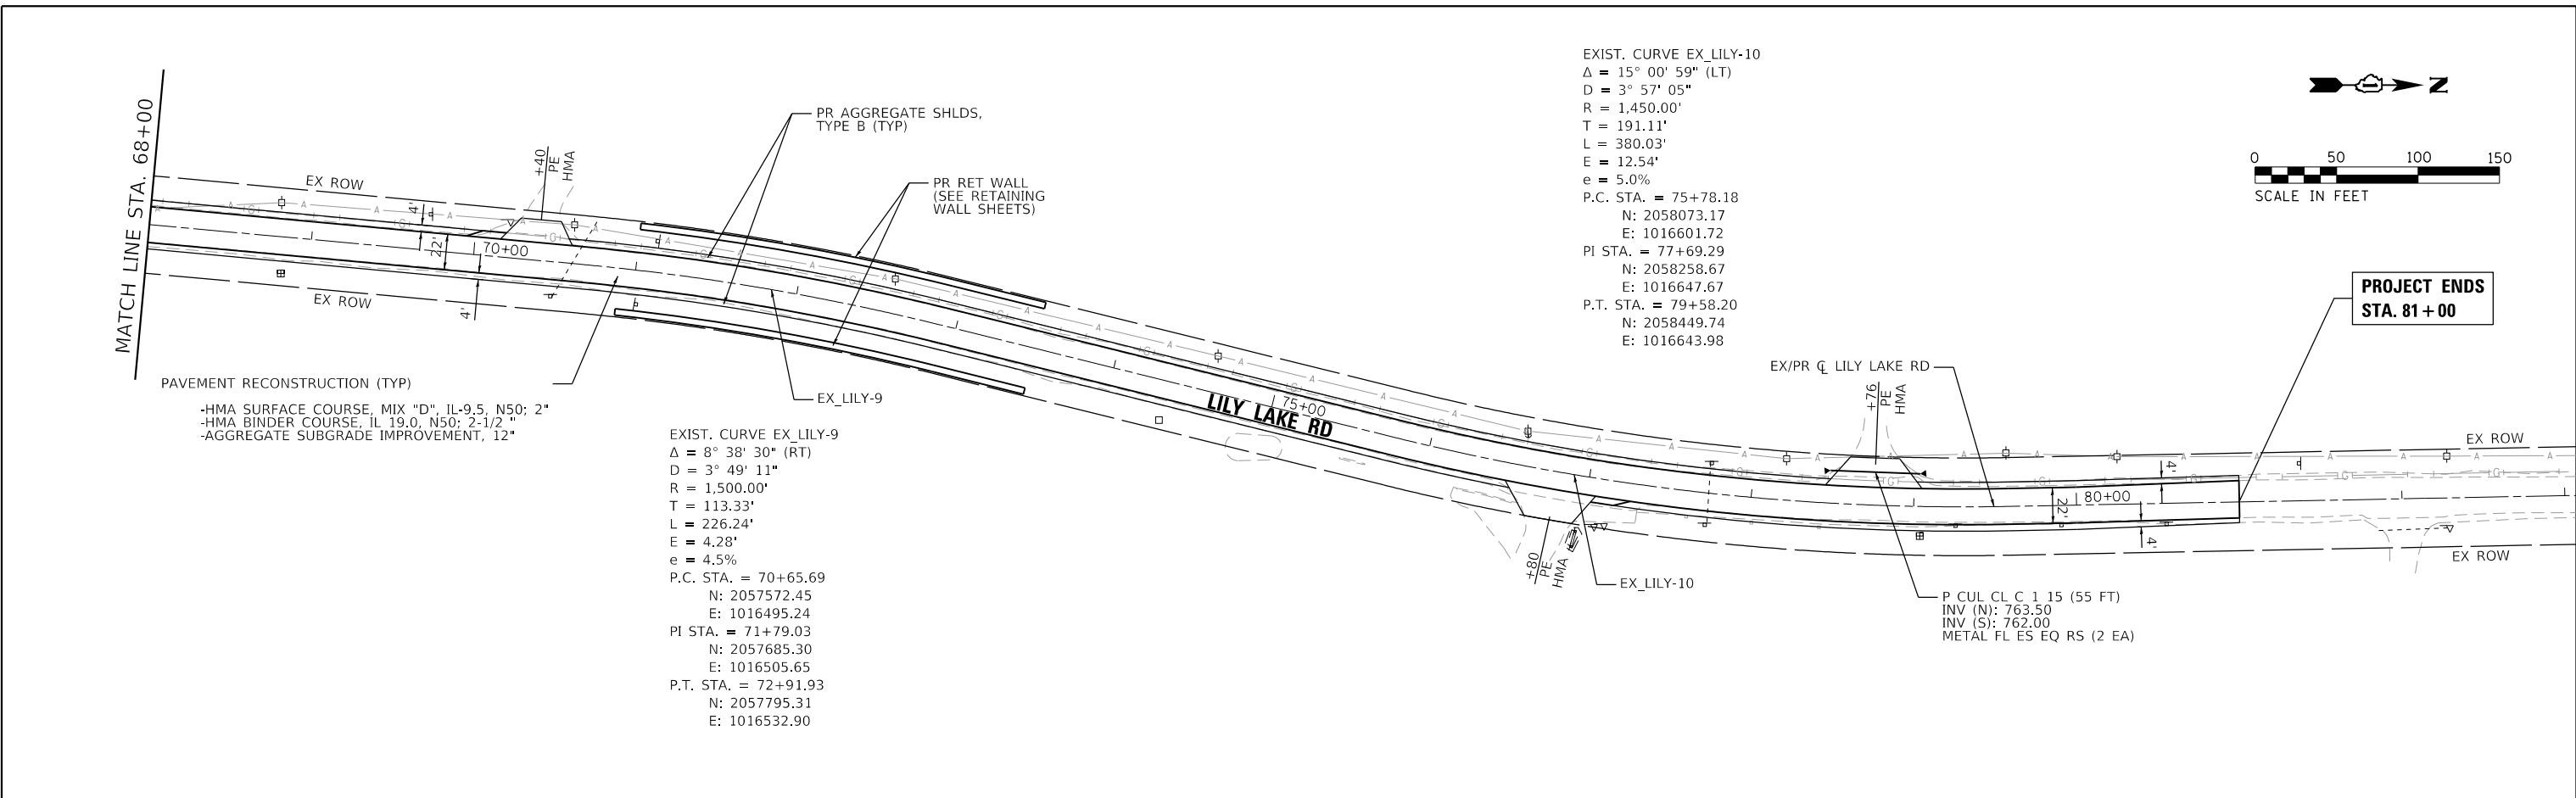 MATCH LINE STA. 68+00
EX ROW
4'
22'
4'
EX ROW
70+00
+40
PE
HMA
PR AGGREGATE SHLDS,
TYPE B (TYP)
PR RET WALL
(SEE RETAINING
WALL SHEETS)
PAVEMENT RECONSTRUCTION (TYP)
-HMA SURFACE COURSE, MIX "D", IL-9.5, N50; 2"
-HMA BINDER COURSE, IL 19.0, N50; 2-1/2 "
-AGGREGATE SUBGRADE IMPROVEMENT, 12"
EX_LILY-9
EXIST. CURVE EX_LILY-9
Δ = 8° 38' 30" (RT)
D = 3° 49' 11"
R = 1,500.00'
T = 113.33'
L = 226.24'
E = 4.28'
e = 4.5%
P.C. STA. = 70+65.69
N: 2057572.45
E: 1016495.24
PI STA. = 71+79.03
N: 2057685.30
E: 1016505.65
P.T. STA. = 72+91.93
N: 2057795.31
E: 1016532.90
75+00
LILY LAKE RD
EXIST. CURVE EX_LILY-10
Δ = 15° 00' 59" (LT)
D = 3° 57' 05"
R = 1,450.00'
T = 191.11'
L = 380.03'
E = 12.54'
e = 5.0%
P.C. STA. = 75+78.18
N: 2058073.17
E: 1016601.72
PI STA. = 77+69.29
N: 2058258.67
E: 1016647.67
P.T. STA. = 79+58.20
N: 2058449.74
E: 1016643.98
+80
PE
HMA
EX_LILY-10
EX/PR ℄ LILY LAKE RD
+76
PE
HMA
P CUL CL C 1 15 (55 FT)
INV (N): 763.50
INV (S): 762.00
METAL FL ES EQ RS (2 EA)
N
0 50 100 150
SCALE IN FEET
PROJECT ENDS
STA. 81+00
80+00
4'
22'
4'
EX ROW
EX ROW